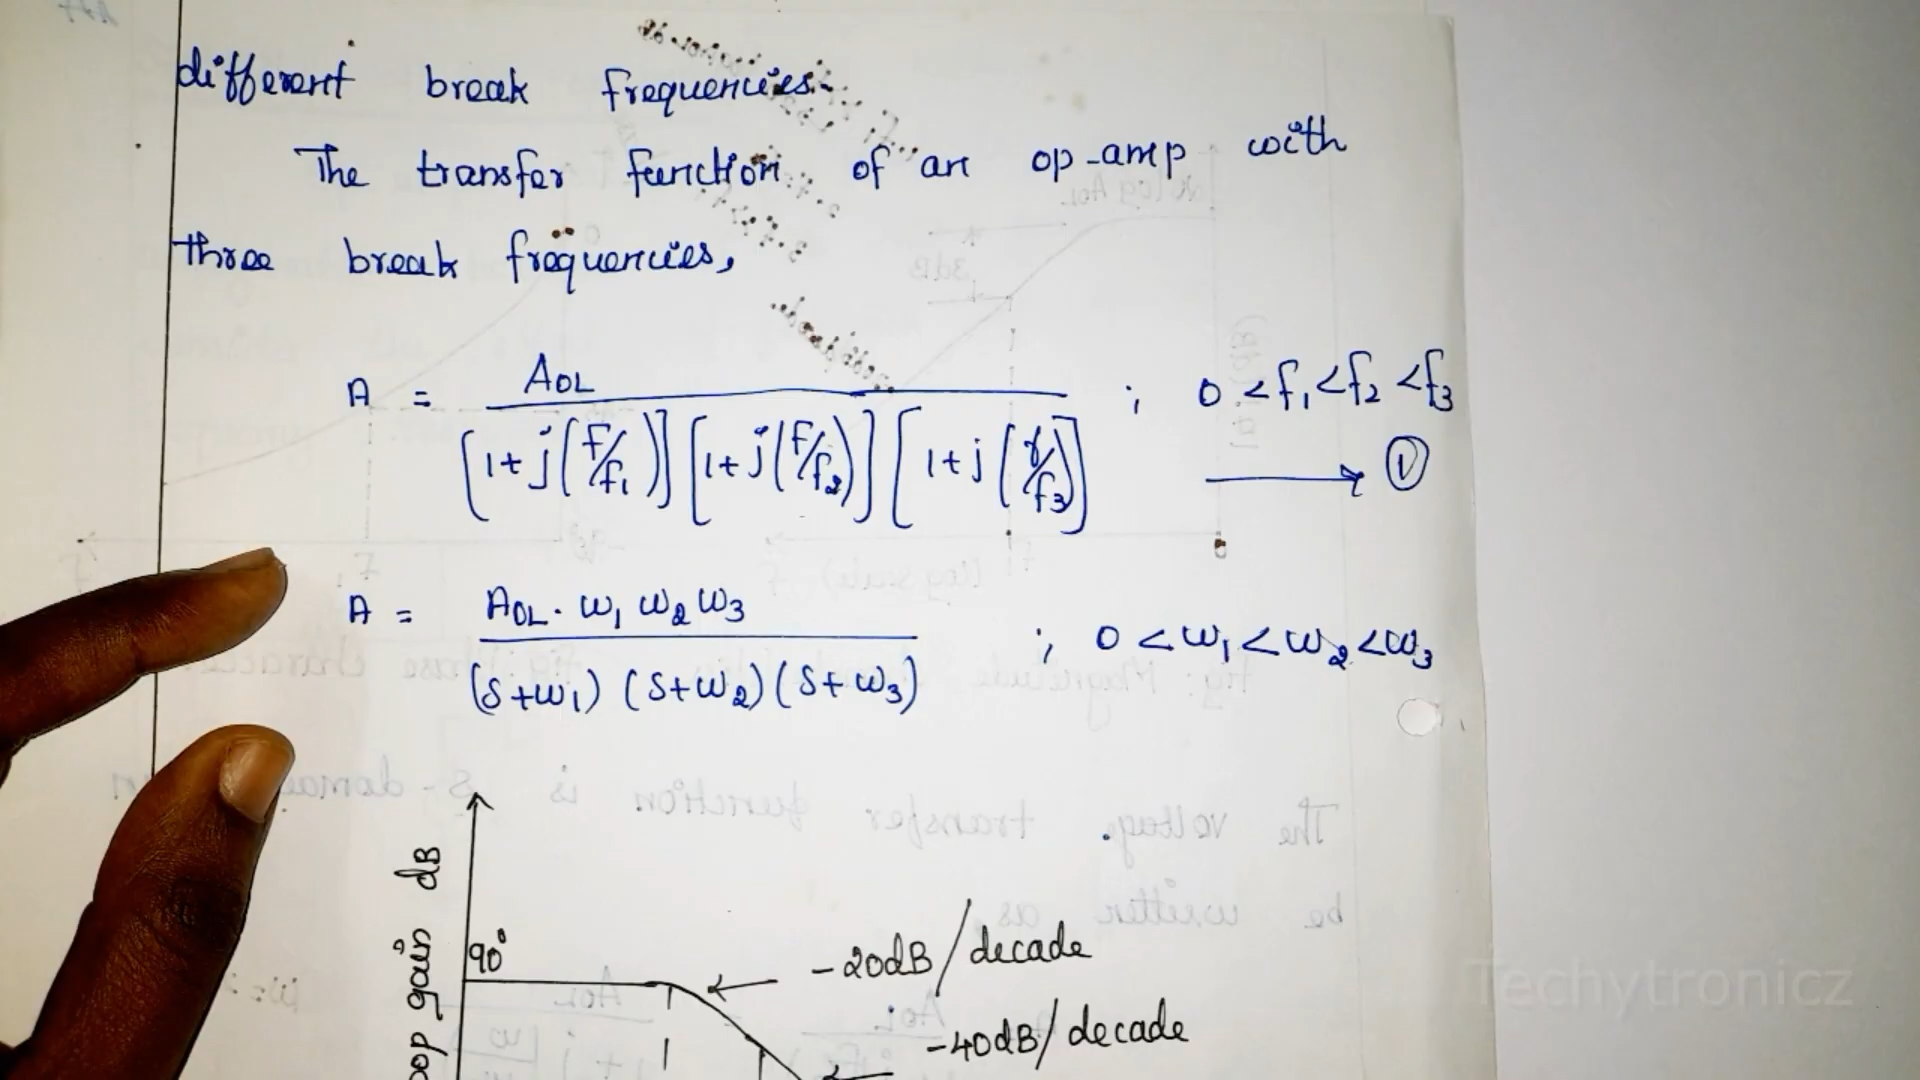 different break frequencies.
The transfer function of an op-amp with
three break frequencies,
A = AOL / [1+j(f/f1)] [1+j(f/f2)] [1+j(f/f3)] ; 0 <f1<f2 <f3
→ ①
A = AOL . ω1 ω2 ω3 / (S+ω1) (S+ω2) (S+ω3) ; 0 <ω1<ω2<ω3
oop gain dB
90°
-20dB/decade
-40dB/decade
Techytronicz